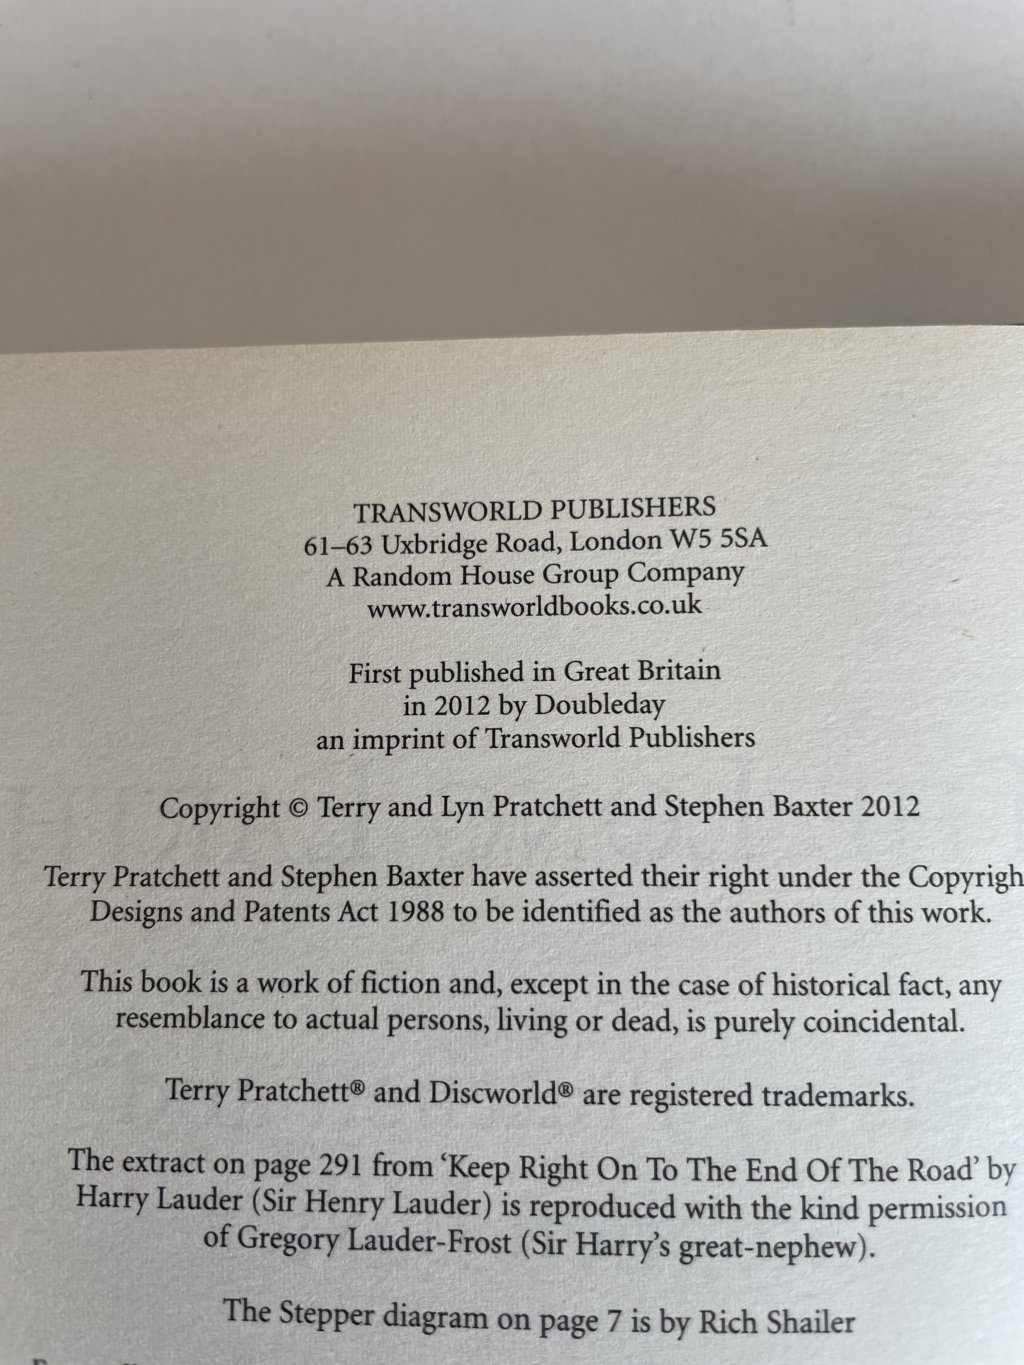 TRANSWORLD PUBLISHERS
61–63 Uxbridge Road, London W5 5SA
A Random House Group Company
www.transworldbooks.co.uk
First published in Great Britain
in 2012 by Doubleday
an imprint of Transworld Publishers
Copyright © Terry and Lyn Pratchett and Stephen Baxter 2012
Terry Pratchett and Stephen Baxter have asserted their right under the Copyrigh
Designs and Patents Act 1988 to be identified as the authors of this work.
This book is a work of fiction and, except in the case of historical fact, any
resemblance to actual persons, living or dead, is purely coincidental.
Terry Pratchett® and Discworld® are registered trademarks.
The extract on page 291 from ‘Keep Right On To The End Of The Road’ by
Harry Lauder (Sir Henry Lauder) is reproduced with the kind permission
of Gregory Lauder-Frost (Sir Harry’s great-nephew).
The Stepper diagram on page 7 is by Rich Shailer